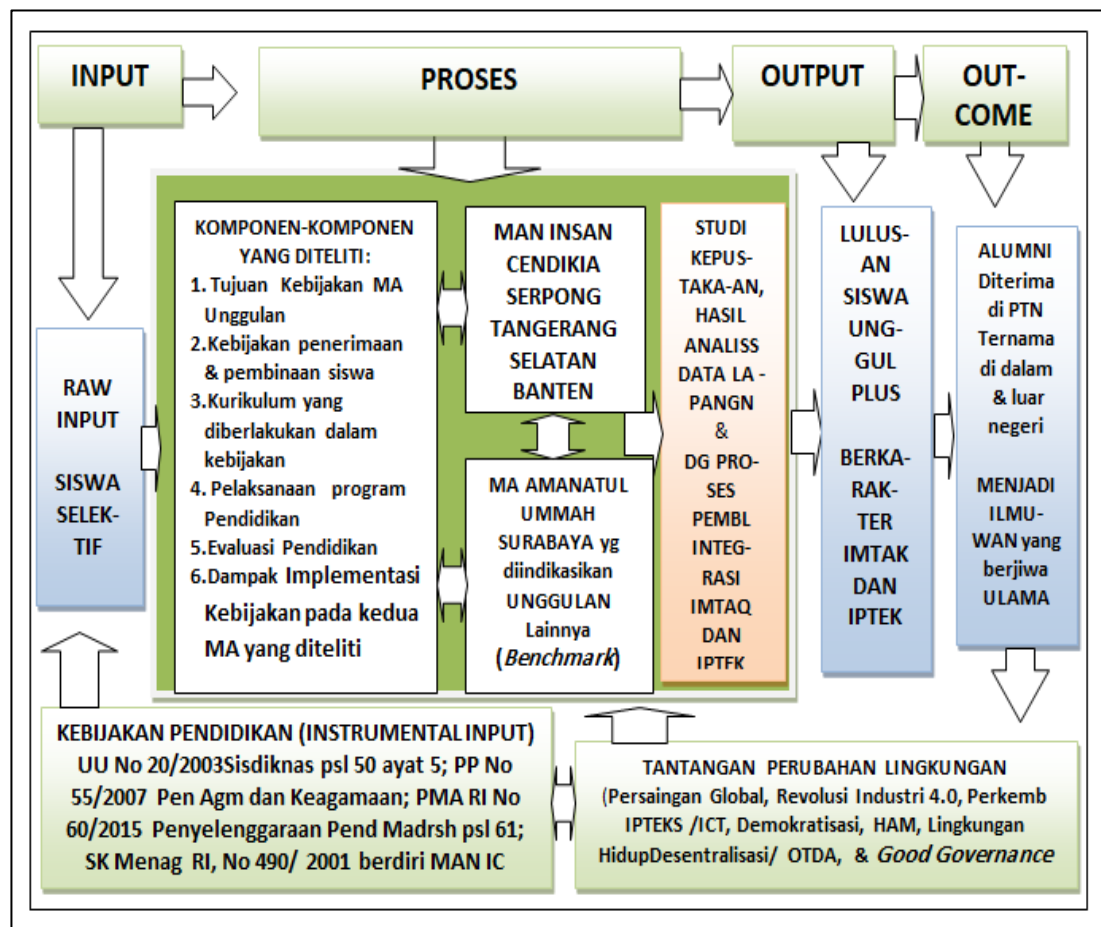 INPUT
PROSES
OUTPUT
OUT-
COME
RAW
INPUT
SISWA
SELEK-
TIF
KOMPONEN-KOMPONEN
YANG DITELITI:
1. Tujuan Kebijakan MA
Unggulan
2. Kebijakan penerimaan
& pembinaan siswa
3. Kurikulum yang
diberlakukan dalam
kebijakan
4. Pelaksanaan program
Pendidikan
5. Evaluasi Pendidikan
6. Dampak Implementasi
Kebijakan pada kedua
MA yang diteliti
MAN INSAN
CENDIKIA
SERPONG
TANGERANG
SELATAN
BANTEN
MA AMANATUL
UMMAH
SURABAYA yg
diindikasikan
UNGGULAN
Lainnya
(Benchmark)
STUDI
KEPUS-
TAKA-AN,
HASIL
ANALISS
DATA LA -
PANGN
&
DG PRO-
SES
PEMBL
INTEG-
RASI
IMTAQ
DAN
IPTEK
LULUS-
AN
SISWA
UNG-
GUL
PLUS
BERKA-
RAK-
TER
IMTAK
DAN
IPTEK
ALUMNI
Diterima
di PTN
Ternama
di dalam
& luar
negeri
MENJADI
ILMU-
WAN yang
berjiwa
ULAMA
KEBIJAKAN PENDIDIKAN (INSTRUMENTAL INPUT)
UU No 20/2003Sisdiknas psl 50 ayat 5; PP No
55/2007 Pen Agm dan Keagamaan; PMA RI No
60/2015 Penyelenggaraan Pend Madrsh psl 61;
SK Menag RI, No 490/ 2001 berdiri MAN IC
TANTANGAN PERUBAHAN LINGKUNGAN
(Persaingan Global, Revolusi Industri 4.0, Perkemb
IPTEKS /ICT, Demokratisasi, HAM, Lingkungan
HidupDesentralisasi/ OTDA, & Good Governance